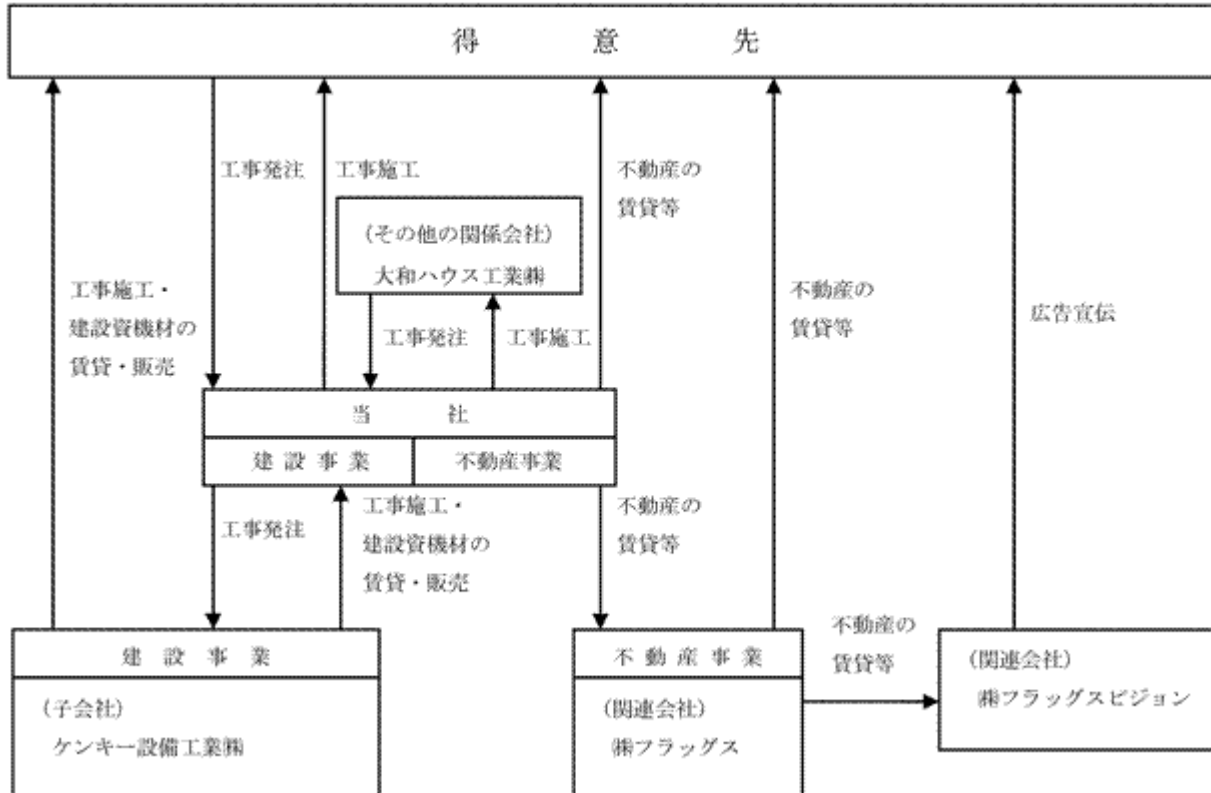 得意先
工事発注
工事施工
不動産の
賃貸等
(その他の関係会社)
大和ハウス工業㈱
工事施工・
建設資機材の
賃貸・販売
不動産の
賃貸等
広告宣伝
工事発注
工事施工
当社
建設事業
不動産事業
工事発注
工事施工・
建設資機材の
賃貸・販売
不動産の
賃貸等
建設事業
(子会社)
ケンキー設備工業㈱
不動産事業
(関連会社)
㈱フラッグス
不動産の
賃貸等
(関連会社)
㈱フラッグスビジョン